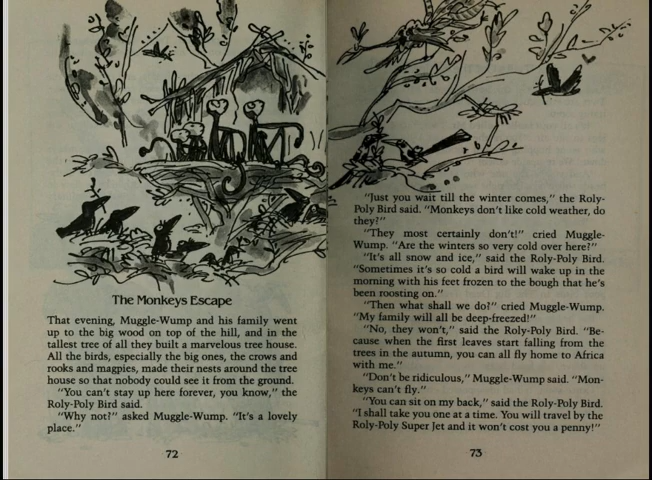 The Monkeys Escape
That evening, Muggle-Wump and his family went
up to the big wood on top of the hill, and in the
tallest tree of all they built a marvelous tree house.
All the birds, especially the big ones, the crows and
rooks and magpies, made their nests around the tree
house so that nobody could see it from the ground.
"You can't stay up here forever, you know," the
Roly-Poly Bird said.
"Why not?" asked Muggle-Wump. "It's a lovely
place."
72
"Just you wait till the winter comes," the Roly-
Poly Bird said. "Monkeys don't like cold weather, do
they?"
"They most certainly don't!" cried Muggle-
Wump. "Are the winters so very cold over here?"
"It's all snow and ice," said the Roly-Poly Bird.
"Sometimes it's so cold a bird will wake up in the
morning with his feet frozen to the bough that he's
been roosting on."
"Then what shall we do?" cried Muggle-Wump.
"My family will all be deep-freezed!"
"No, they won't," said the Roly-Poly Bird. "Be-
cause when the first leaves start falling from the
trees in the autumn, you can all fly home to Africa
with me."
"Don't be ridiculous," Muggle-Wump said. "Mon-
keys can't fly."
"You can sit on my back," said the Roly-Poly Bird.
"I shall take you one at a time. You will travel by the
Roly-Poly Super Jet and it won't cost you a penny!"
73